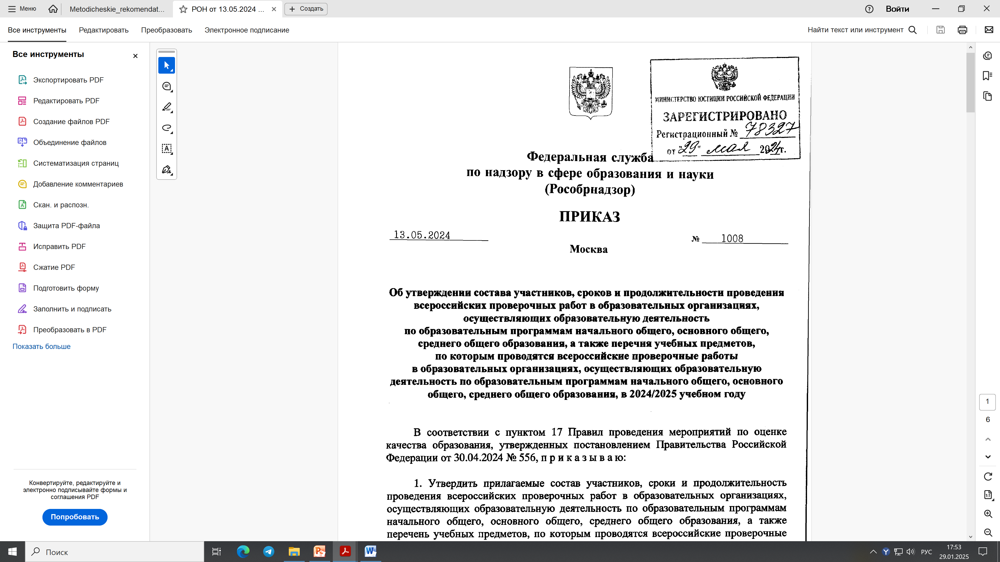 Меню
Metodicheskie_rekomendat...
РОН от 13.05.2024 ...
Создать
Войти
Все инструменты
Редактировать
Преобразовать
Электронное подписание
Найти текст или инструмент
Все инструменты
Экспортировать PDF
Редактировать PDF
Создание файлов PDF
Объединение файлов
Систематизация страниц
Добавление комментариев
Скан. и распозн.
Защита PDF-файла
Исправить PDF
Сжатие PDF
Подготовить форму
Заполнить и подписать
Преобразовать в PDF
Показать больше
Конвертируйте, редактируйте и
электронно подписывайте формы и
соглашения PDF
Попробовать
МИНИСТЕРСТВО ЮСТИЦИИ РОССИЙСКОЙ ФЕДЕРАЦИИ
ЗАРЕГИСТРИРОВАНО
Регистрационный № 78327
от "29" мая 2024г.
Федеральная служба
по надзору в сфере образования и науки
(Рособрнадзор)
ПРИКАЗ
13.05.2024
№ 1008
Москва
Об утверждении состава участников, сроков и продолжительности проведения
всероссийских проверочных работ в образовательных организациях,
осуществляющих образовательную деятельность
по образовательным программам начального общего, основного общего,
среднего общего образования, а также перечня учебных предметов,
по которым проводятся всероссийские проверочные работы
в образовательных организациях, осуществляющих образовательную
деятельность по образовательным программам начального общего, основного
общего, среднего общего образования, в 2024/2025 учебном году
В соответствии с пунктом 17 Правил проведения мероприятий по оценке
качества образования, утвержденных постановлением Правительства Российской
Федерации от 30.04.2024 № 556, п р и к а з ы в а ю:
1. Утвердить прилагаемые состав участников, сроки и продолжительность
проведения всероссийских проверочных работ в образовательных организациях,
осуществляющих образовательную деятельность по образовательным программам
начального общего, основного общего, среднего общего образования, а также
перечень учебных предметов, по которым проводятся всероссийские проверочные
1
6
Поиск
РУС
17:53
29.01.2025